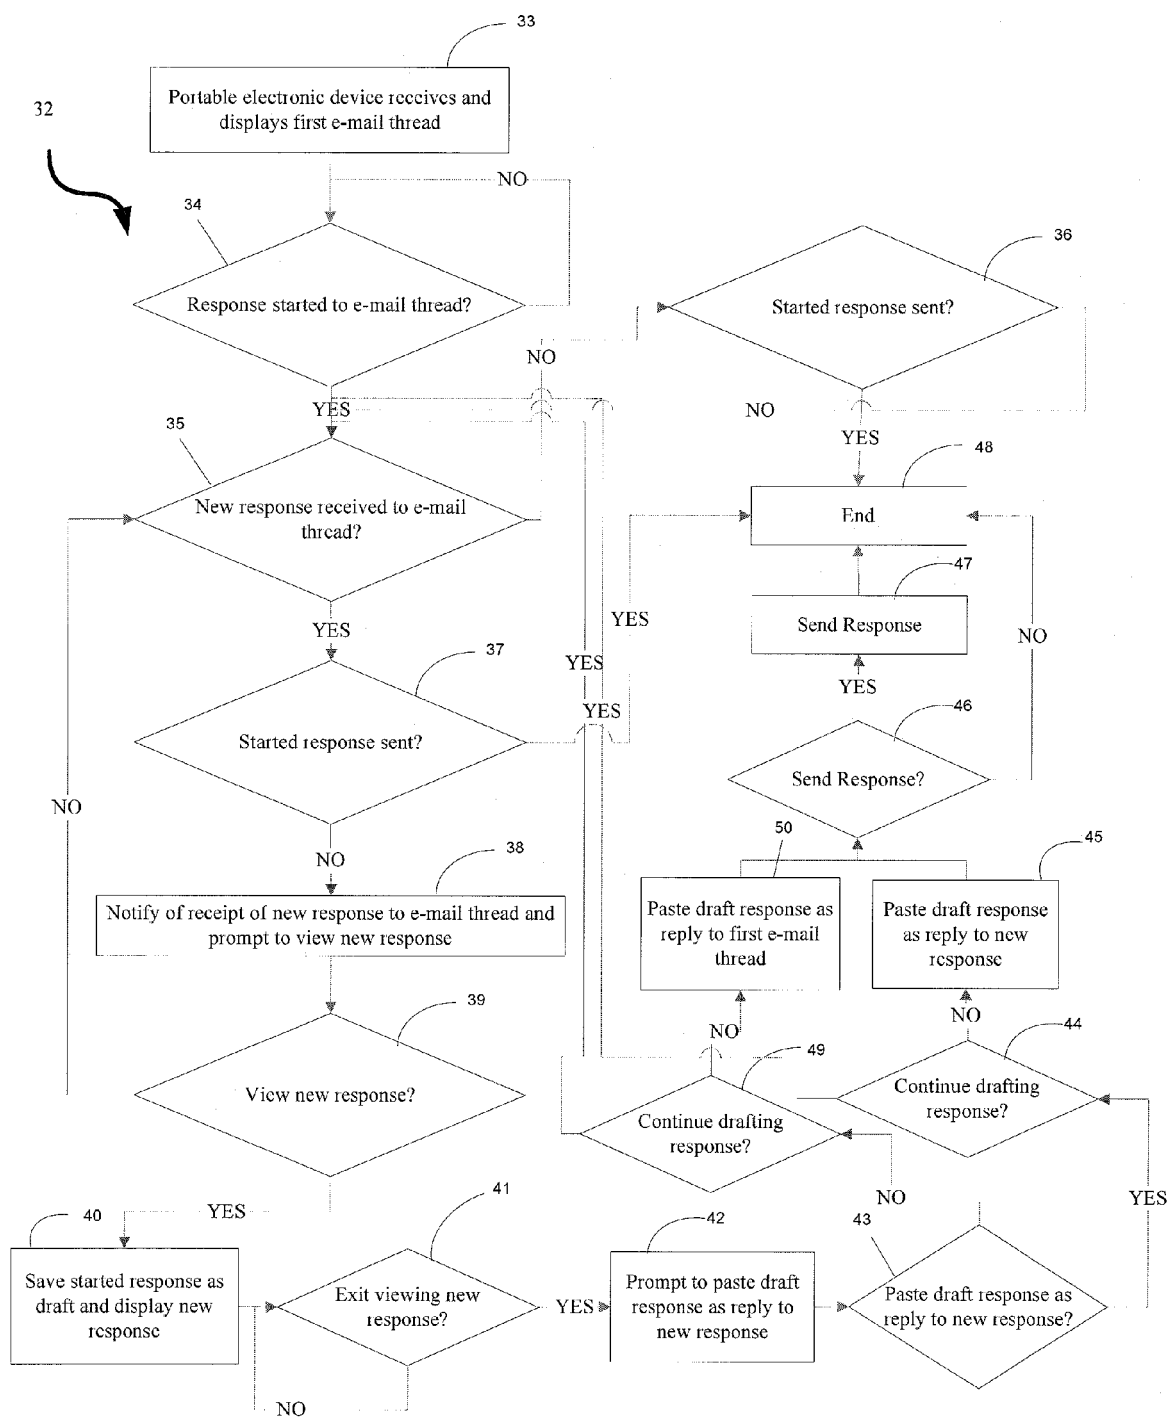 33
Portable electronic device receives and
displays first e-mail thread
32
NO
34
Response started to e-mail thread?
36
Started response sent?
NO
YES
NO
YES
35
New response received to e-mail
thread?
48
End
47
Send Response
YES
YES
NO
37
Started response sent?
YES
YES
YES
46
Send Response?
NO
NO
38
Notify of receipt of new response to e-mail thread and
prompt to view new response
50
Paste draft response as
reply to first e-mail
thread
45
Paste draft response
as reply to new
response
39
View new response?
NO
NO
44
Continue drafting
response?
49
Continue drafting
response?
NO
YES
YES
40
Save started response as
draft and display new
response
41
Exit viewing new
response?
YES
42
Prompt to paste draft
response as reply to
new response
43
Paste draft response as
reply to new response?
NO